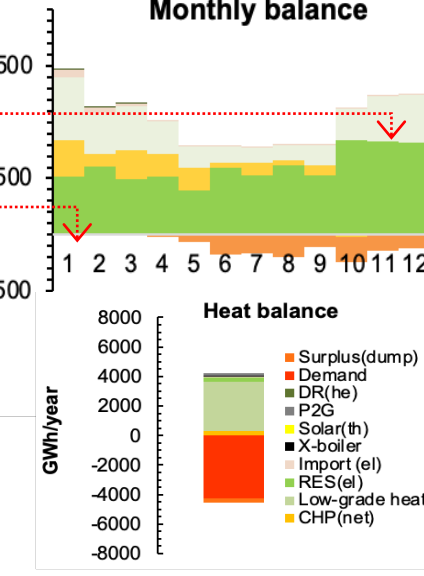 Monthly balance
500
500
1 2 3 4 5 6 7 8 9 10 11 12
500
Heat balance
8000
6000
4000
2000
0
-2000
-4000
-6000
-8000
GWh/year
Surplus(dump)
Demand
DR(he)
P2G
Solar(th)
X-boiler
Import (el)
RES(el)
Low-grade heat
CHP(net)